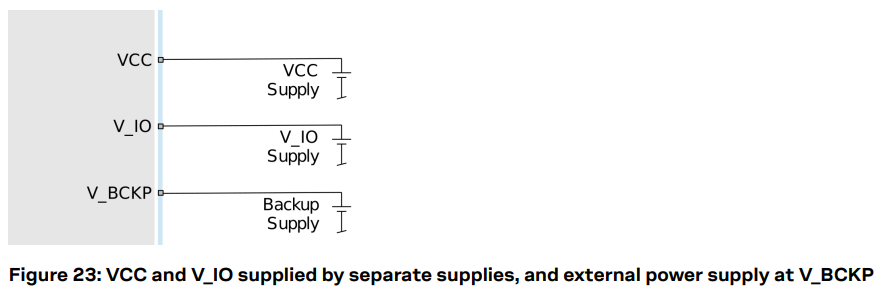 VCC
VCC
Supply
V_IO
V_IO
Supply
V_BCKP
Backup
Supply
Figure 23: VCC and V_IO supplied by separate supplies, and external power supply at V_BCKP